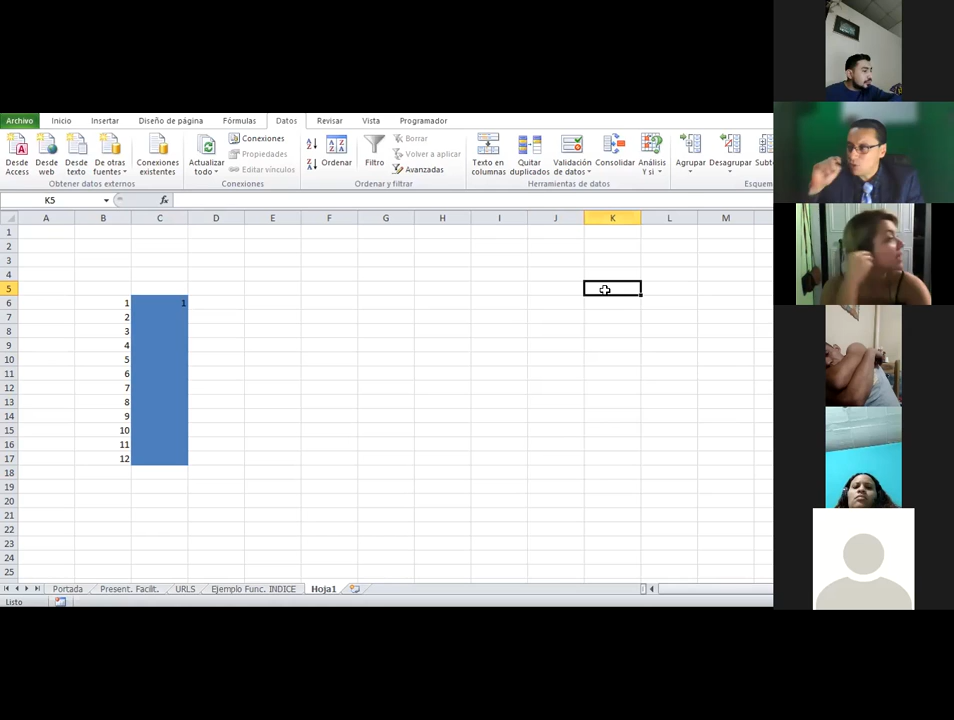 Archivo Inicio Insertar Diseño de página Fórmulas Datos Revisar Vista Programador
Desde Access
Desde web
Desde texto
De otras fuentes
Conexiones existentes
Obtener datos externos
Actualizar todo
Conexiones
Propiedades
Editar vínculos
Conexiones
Ordenar
Filtro
Borrar
Volver a aplicar
Avanzadas
Ordenar y filtrar
Texto en columnas
Quitar duplicados
Validación de datos
Consolidar
Análisis Y si
Herramientas de datos
Agrupar
Desagrupar
Subto
Esquem
K5 fx
A B C D E F G H I J K L M
1
2
3
4
5
6 1 1
7 2
8 3
9 4
10 5
11 6
12 7
13 8
14 9
15 10
16 11
17 12
18
19
20
21
22
23
24
25
Portada Present. Facilit. URLS Ejemplo Func. INDICE Hoja1
Listo